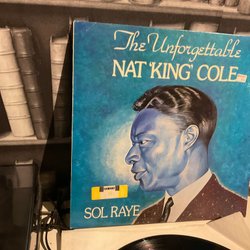 The Unforgettable
NAT 'KING' COLE
SOL RAYE